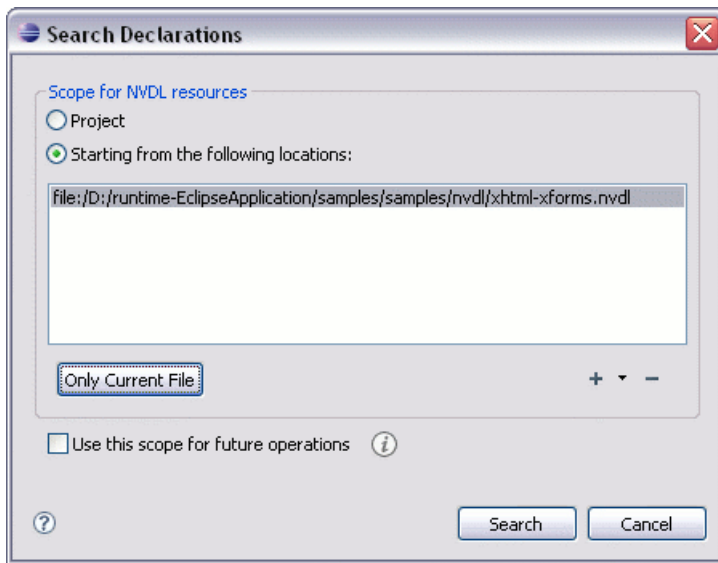 Search Declarations
Scope for NVDL resources
Project
Starting from the following locations:
file:/D:/runtime-EclipseApplication/samples/samples/nvdl/xhtml-xforms.nvdl
Only Current File
Use this scope for future operations
Search Cancel